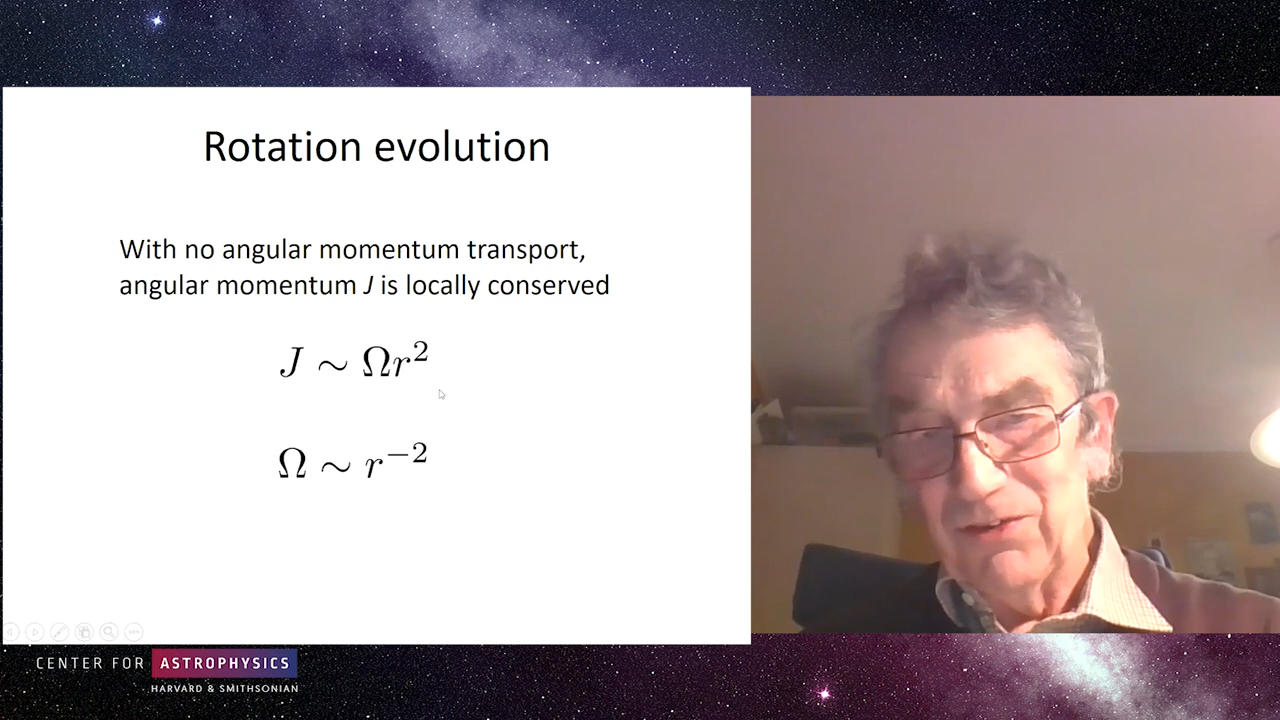 Rotation evolution
With no angular momentum transport,
angular momentum J is locally conserved
J ∼ Ωr²
Ω ∼ r⁻²
CENTER FOR ASTROPHYSICS
HARVARD & SMITHSONIAN